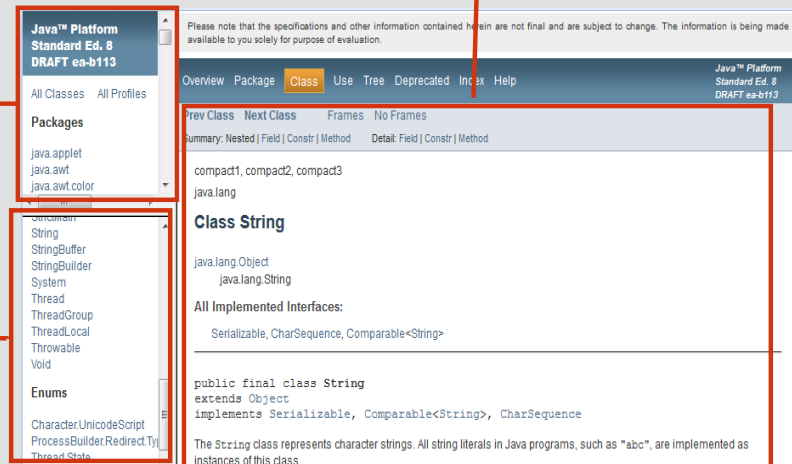 Java™ Platform
Standard Ed. 8
DRAFT ea-b113
All Classes All Profiles
Packages
java.applet
java.awt
java.awt.color
StrictMath
String
StringBuffer
StringBuilder
System
Thread
ThreadGroup
ThreadLocal
Throwable
Void
Enums
Character.UnicodeScript
ProcessBuilder.Redirect.Ty
Thread.State
Please note that the specifications and other information contained herein are not final and are subject to change. The information is being made
available to you solely for purpose of evaluation.
Overview Package Class Use Tree Deprecated Index Help
Java™ Platform
Standard Ed. 8
DRAFT ea-b113
Prev Class Next Class Frames No Frames
Summary: Nested | Field | Constr | Method Detail: Field | Constr | Method
compact1, compact2, compact3
java.lang
Class String
java.lang.Object
java.lang.String
All Implemented Interfaces:
Serializable, CharSequence, Comparable<String>
public final class String
extends Object
implements Serializable, Comparable<String>, CharSequence
The String class represents character strings. All string literals in Java programs, such as "abc", are implemented as
instances of this class.